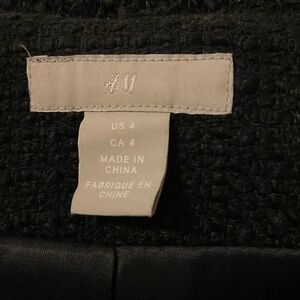 H&M
US 4
CA 4
MADE IN
CHINA
FABRIQUÉ EN
CHINE